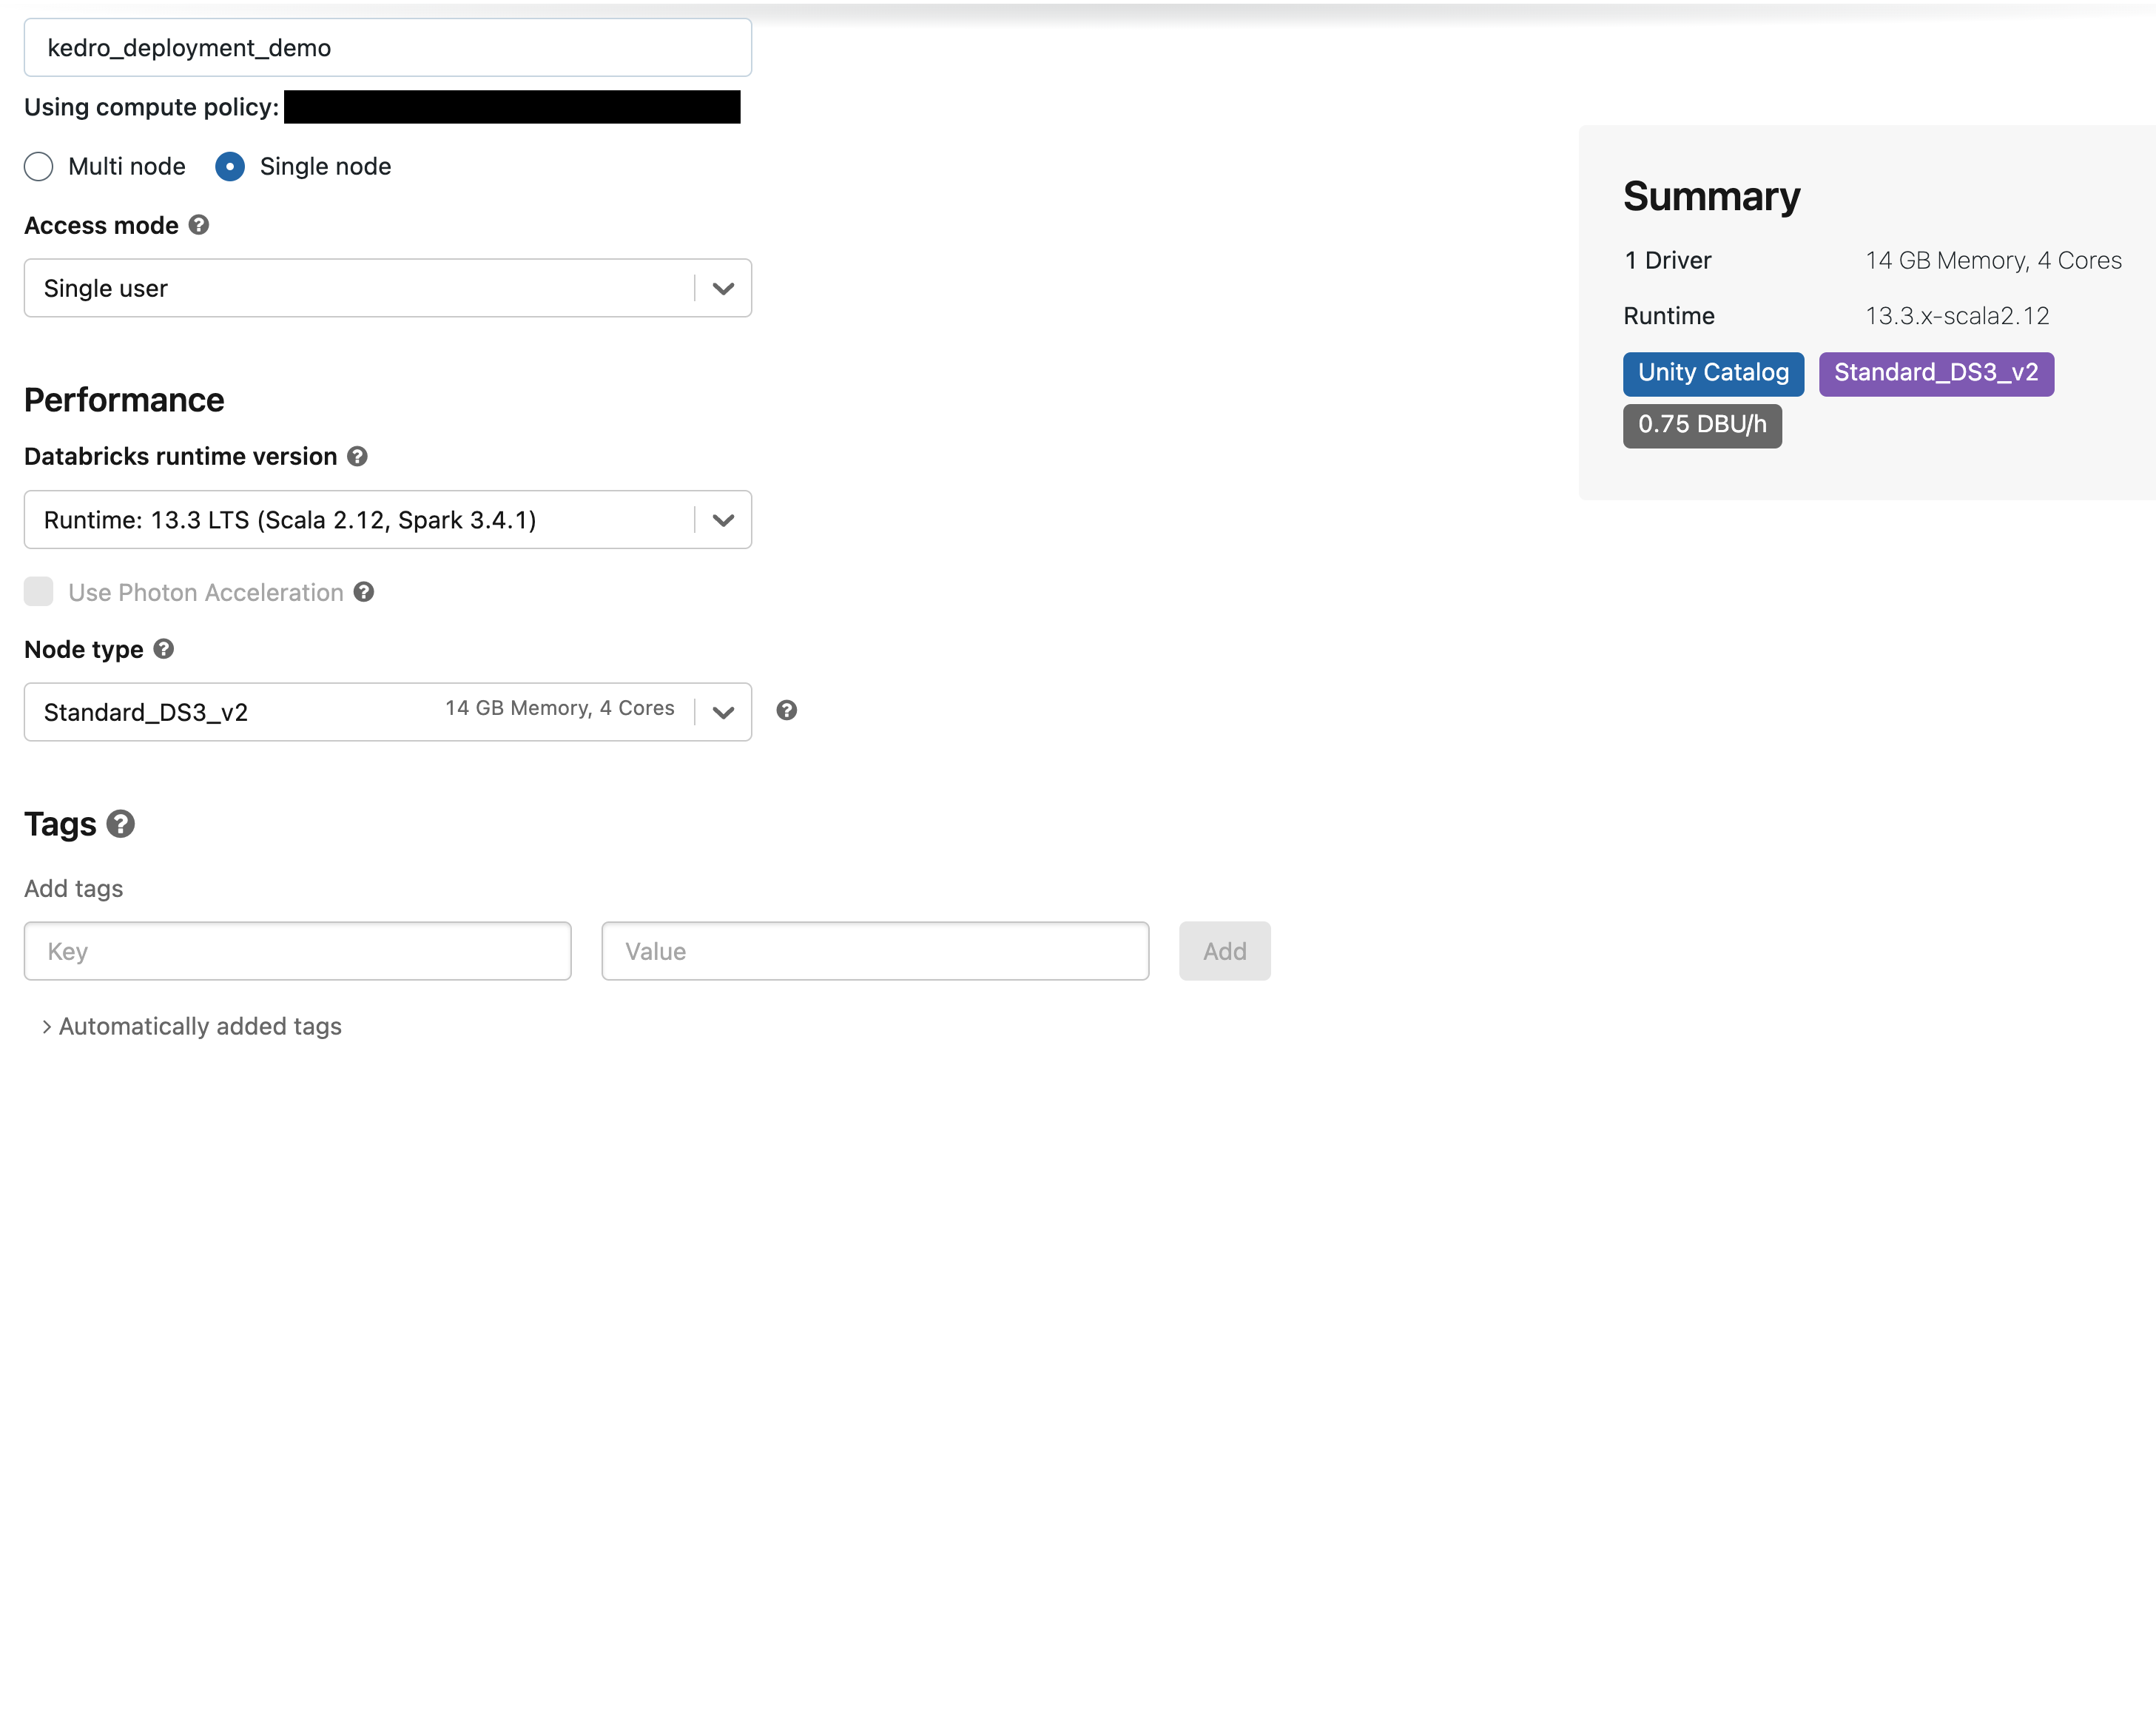 kedro_deployment_demo
Using compute policy:
Multi node Single node
Access mode
Single user
Performance
Databricks runtime version
Runtime: 13.3 LTS (Scala 2.12, Spark 3.4.1)
Use Photon Acceleration
Node type
Standard_DS3_v2 14 GB Memory, 4 Cores
Tags
Add tags
Key Value Add
> Automatically added tags
Summary
1 Driver 14 GB Memory, 4 Cores
Runtime 13.3.x-scala2.12
Unity Catalog Standard_DS3_v2
0.75 DBU/h